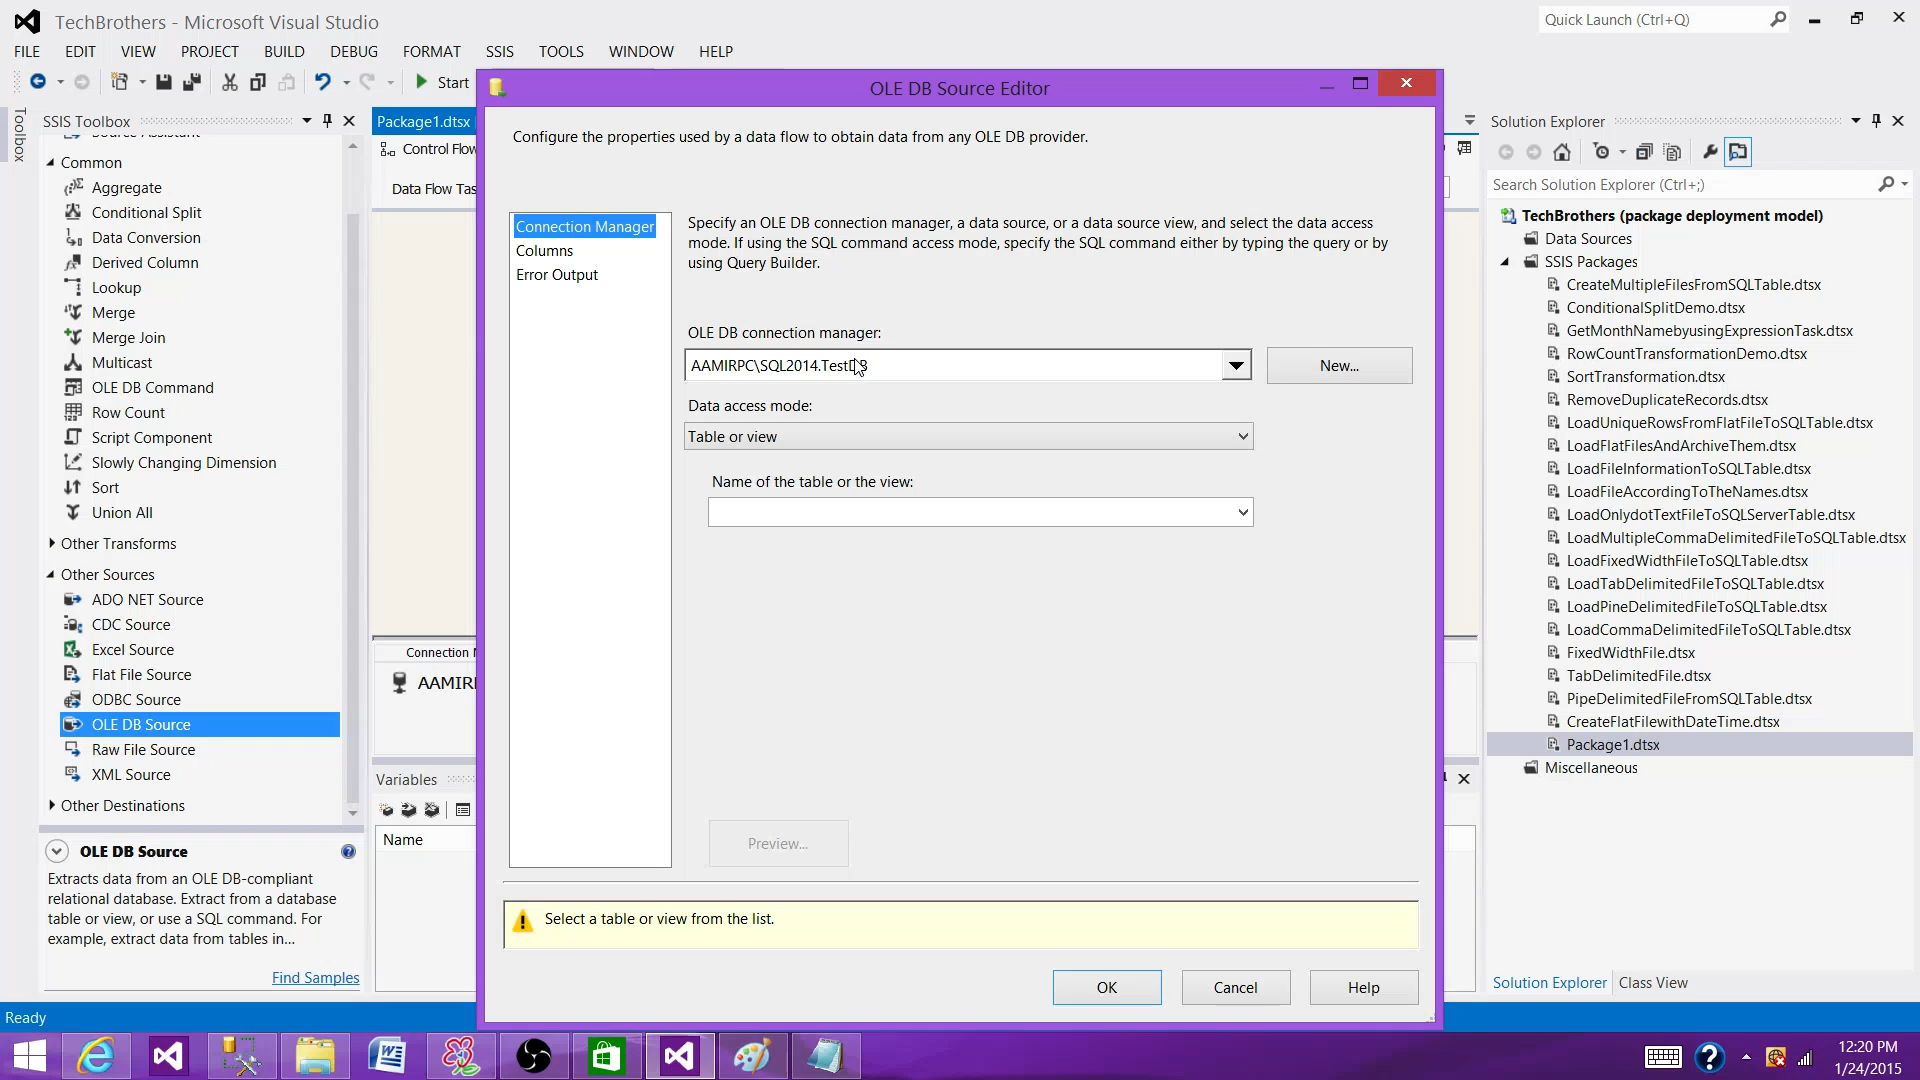 TechBrothers - Microsoft Visual Studio
Quick Launch (Ctrl+Q)
FILE EDIT VIEW PROJECT BUILD DEBUG FORMAT SSIS TOOLS WINDOW HELP
Start
Toolbox
SSIS Toolbox
Common
Aggregate
Conditional Split
Data Conversion
Derived Column
Lookup
Merge
Merge Join
Multicast
OLE DB Command
Row Count
Script Component
Slowly Changing Dimension
Sort
Union All
Other Transforms
Other Sources
ADO NET Source
CDC Source
Excel Source
Flat File Source
ODBC Source
OLE DB Source
Raw File Source
XML Source
Other Destinations
OLE DB Source
Extracts data from an OLE DB-compliant
relational database. Extract from a database
table or view, or use a SQL command. For
example, extract data from tables in...
Find Samples
Package1.dtsx
Control Flow
Data Flow Tas
Connection M
AAMIRI
Variables
Name
OLE DB Source Editor
Configure the properties used by a data flow to obtain data from any OLE DB provider.
Connection Manager
Columns
Error Output
Specify an OLE DB connection manager, a data source, or a data source view, and select the data access
mode. If using the SQL command access mode, specify the SQL command either by typing the query or by
using Query Builder.
OLE DB connection manager:
AAMIRPC\SQL2014.TestDB
New...
Data access mode:
Table or view
Name of the table or the view:
Preview...
Select a table or view from the list.
OK
Cancel
Help
Solution Explorer
Search Solution Explorer (Ctrl+;)
TechBrothers (package deployment model)
Data Sources
SSIS Packages
CreateMultipleFilesFromSQLTable.dtsx
ConditionalSplitDemo.dtsx
GetMonthNamebyusingExpressionTask.dtsx
RowCountTransformationDemo.dtsx
SortTransformation.dtsx
RemoveDuplicateRecords.dtsx
LoadUniqueRowsFromFlatFileToSQLTable.dtsx
LoadFlatFilesAndArchiveThem.dtsx
LoadFileInformationToSQLTable.dtsx
LoadFileAccordingToTheNames.dtsx
LoadOnlydotTextFileToSQLServerTable.dtsx
LoadMultipleCommaDelimitedFileToSQLTable.dtsx
LoadFixedWidthFileToSQLTable.dtsx
LoadTabDelimitedFileToSQLTable.dtsx
LoadPineDelimitedFileToSQLTable.dtsx
LoadCommaDelimitedFileToSQLTable.dtsx
FixedWidthFile.dtsx
TabDelimitedFile.dtsx
PipeDelimitedFileFromSQLTable.dtsx
CreateFlatFilewithDateTime.dtsx
Package1.dtsx
Miscellaneous
Solution Explorer
Class View
Ready
12:20 PM
1/24/2015